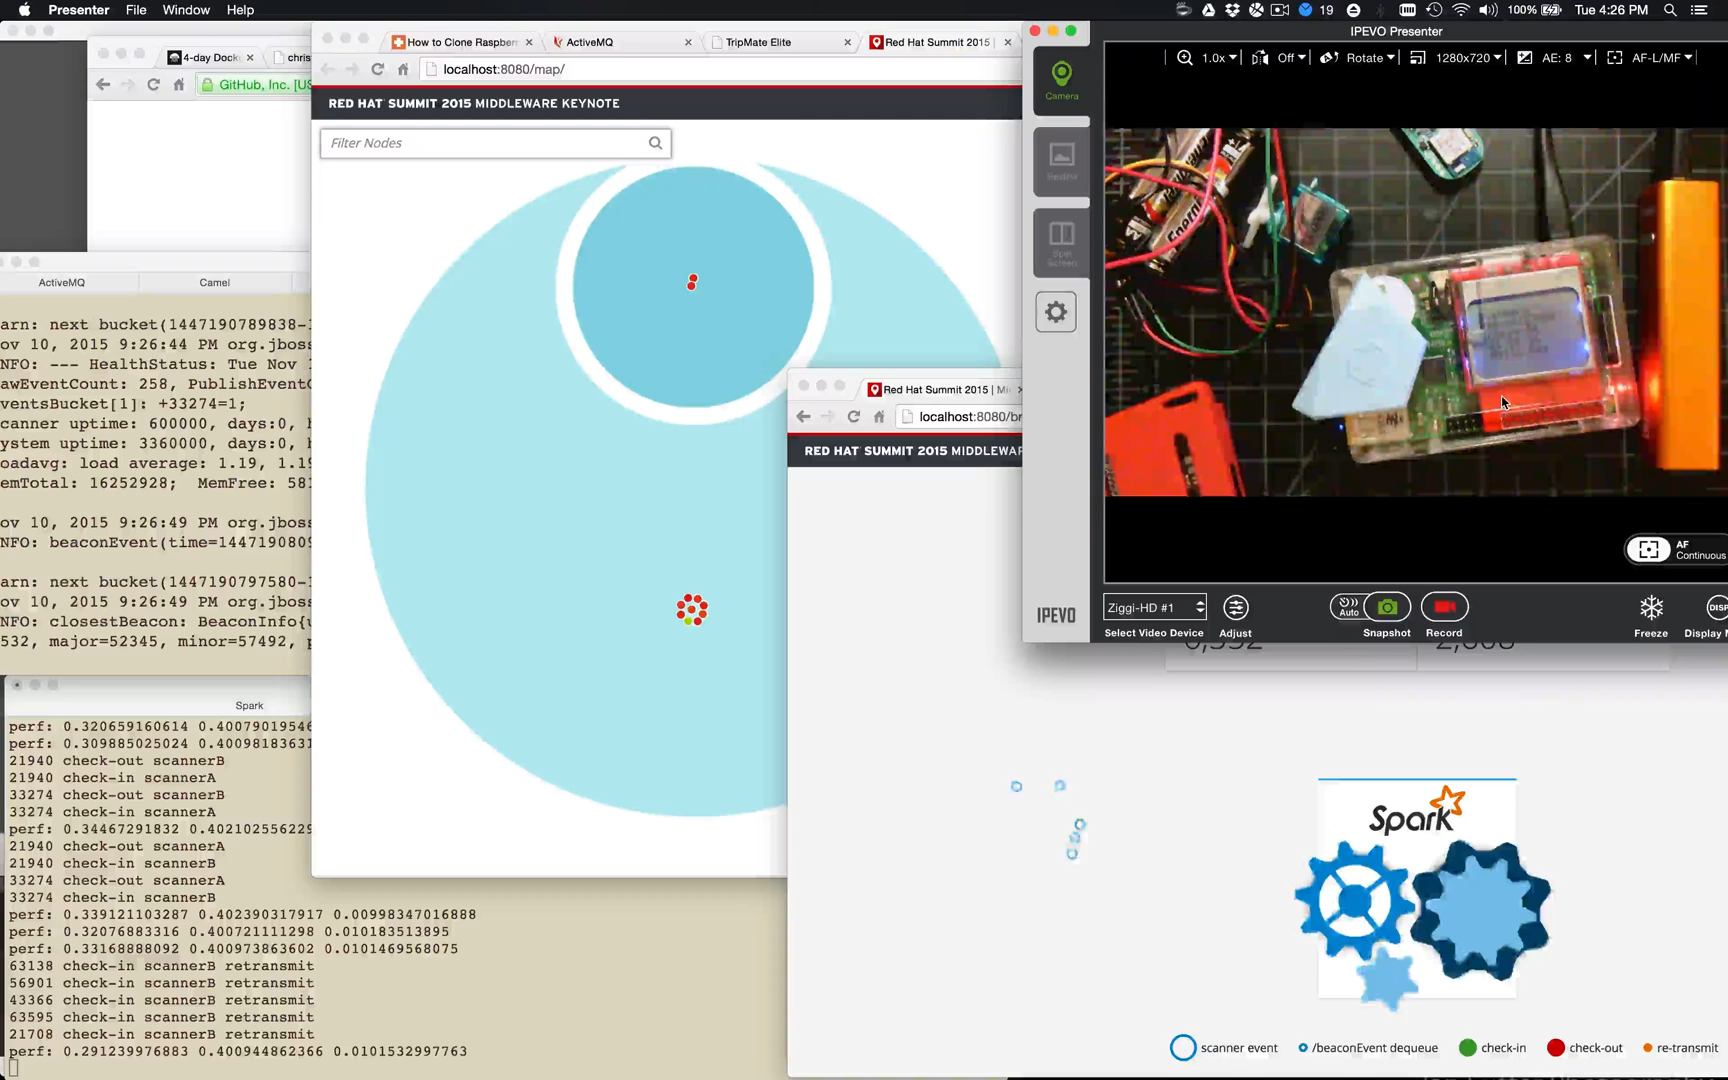 Presenter File Window Help
19 100% Tue 4:26 PM
4-day Dock
chris
GitHub, Inc. [US
How to Clone Raspberr
ActiveMQ
TripMate Elite
Red Hat Summit 2015 |
localhost:8080/map/
RED HAT SUMMIT 2015 MIDDLEWARE KEYNOTE
Filter Nodes
ActiveMQ
Camel
arn: next bucket(1447190789838-1
ov 10, 2015 9:26:44 PM org.jboss
NFO: --- HealthStatus: Tue Nov 1
awEventCount: 258, PublishEventC
ventsBucket[1]: +33274=1;
canner uptime: 600000, days:0, h
ystem uptime: 3360000, days:0, h
oadavg: load average: 1.19, 1.19
emTotal: 16252928; MemFree: 581
ov 10, 2015 9:26:49 PM org.jboss
NFO: beaconEvent(time=1447190809
arn: next bucket(1447190797580-1
ov 10, 2015 9:26:49 PM org.jboss
NFO: closestBeacon: BeaconInfo{u
532, major=52345, minor=57492, p
Spark
perf: 0.320659160614 0.40079019546
perf: 0.309885025024 0.40098183631
21940 check-out scannerB
21940 check-in scannerA
33274 check-out scannerB
33274 check-in scannerA
perf: 0.34467291832 0.402102556229
21940 check-out scannerA
21940 check-in scannerB
33274 check-out scannerA
33274 check-in scannerB
perf: 0.339121103287 0.402390317917 0.00998347016888
perf: 0.32076883316 0.400721111298 0.010183513895
perf: 0.33168888092 0.400973863602 0.0101469568075
63138 check-in scannerB retransmit
56901 check-in scannerB retransmit
43366 check-in scannerB retransmit
63595 check-in scannerB retransmit
21708 check-in scannerB retransmit
perf: 0.291239976883 0.400944862366 0.0101532997763
Red Hat Summit 2015 | Mi
localhost:8080/br
RED HAT SUMMIT 2015 MIDDLEWAR
IPEVO Presenter
1.0x Off Rotate 1280x720 AE: 8 AF-L/MF
Camera
Split
Screen
IPEVO
AF
Continuous
Ziggi-HD #1
Auto
DISP
Select Video Device Adjust Snapshot Record Freeze Display M
Spark
scanner event /beaconEvent dequeue check-in check-out re-transmit